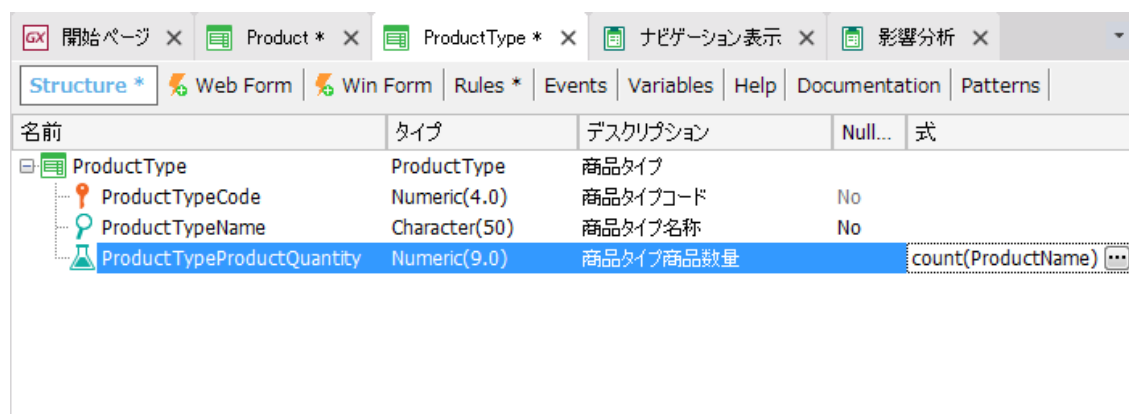 GX 開始ページ × Product * × ProductType * × ナビゲーション表示 × 影響分析 ×
Structure * Web Form Win Form Rules * Events Variables Help Documentation Patterns
名前 タイプ デスクリプション Null... 式
ProductType ProductType 商品タイプ
ProductTypeCode Numeric(4.0) 商品タイプコード No
ProductTypeName Character(50) 商品タイプ名称 No
ProductTypeProductQuantity Numeric(9.0) 商品タイプ商品数量 count(ProductName) ...